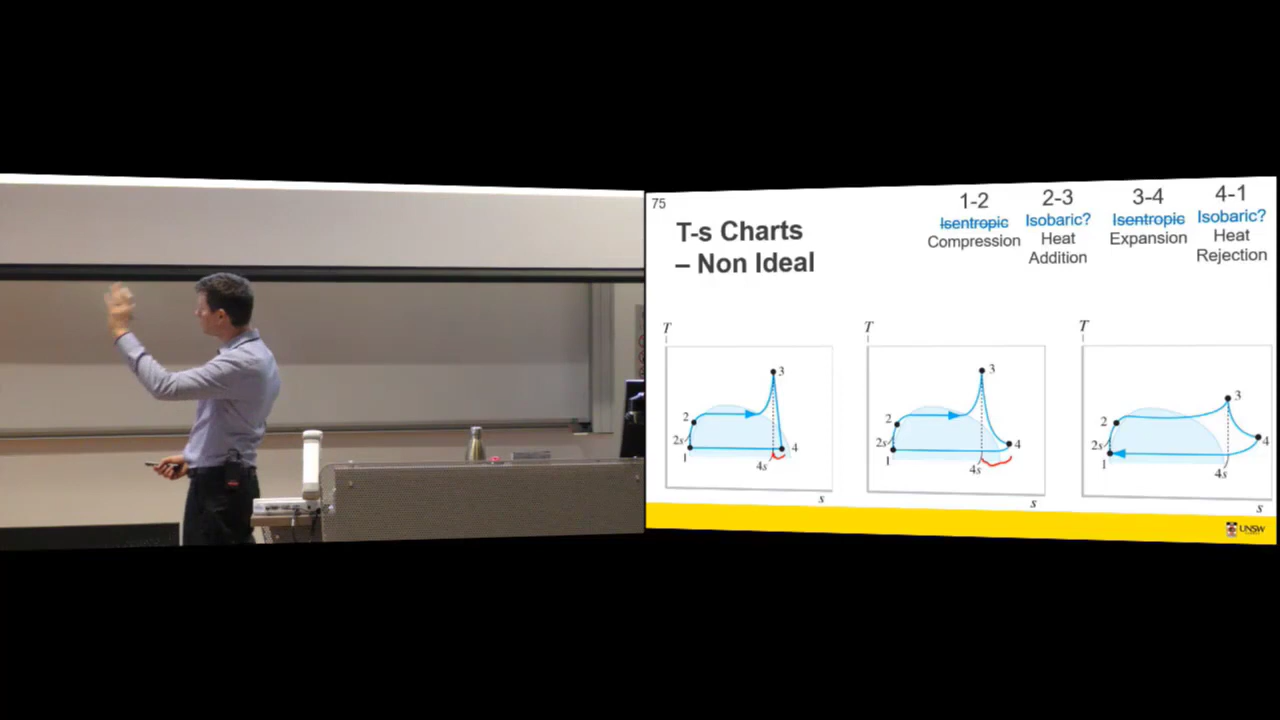 75
T-s Charts
– Non Ideal
1-2
Isentropic
Compression
2-3
Isobaric?
Heat
Addition
3-4
Isentropic
Expansion
4-1
Isobaric?
Heat
Rejection
T
3
2
2s
1
4
4s
s
T
3
2
2s
1
4
4s
s
T
3
2
2s
1
4
4s
s
UNSW